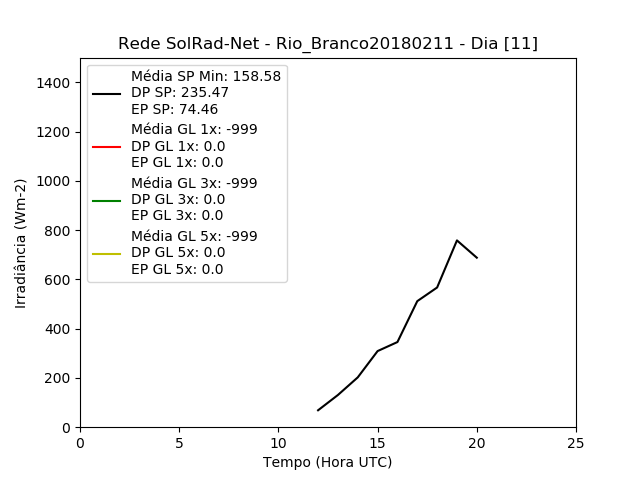 Rede SolRad-Net - Rio_Branco20180211 - Dia [11]
Média SP Min: 158.58
DP SP: 235.47
EP SP: 74.46
Média GL 1x: -999
DP GL 1x: 0.0
EP GL 1x: 0.0
Média GL 3x: -999
DP GL 3x: 0.0
EP GL 3x: 0.0
Média GL 5x: -999
DP GL 5x: 0.0
EP GL 5x: 0.0
Irradiância (Wm-2)
1400
1200
1000
800
600
400
200
0
0 5 10 15 20 25
Tempo (Hora UTC)